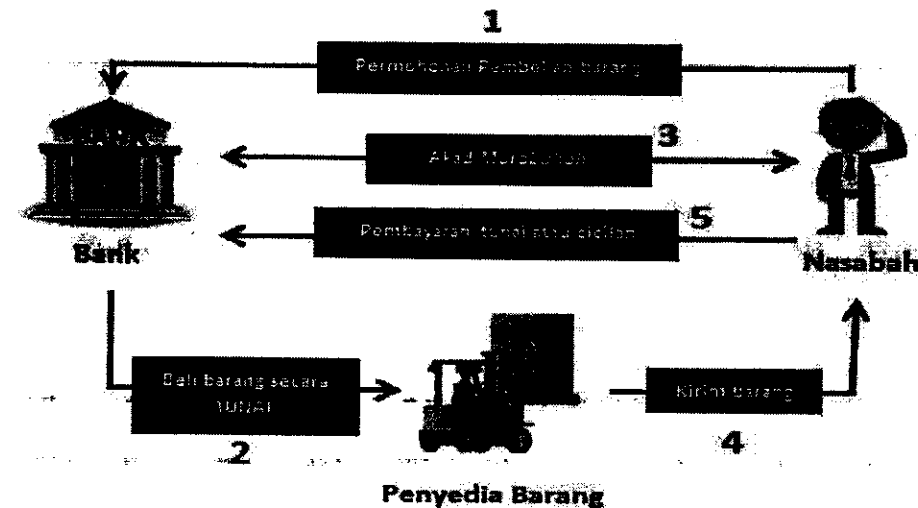 1
Permohonan Pembelian barang
3
Akad Murabahah
5
Pembayaran tunai atau cicilan
Bank
Nasabah
Beli barang secara
TUNAI
Kirim barang
2
4
Penyedia Barang